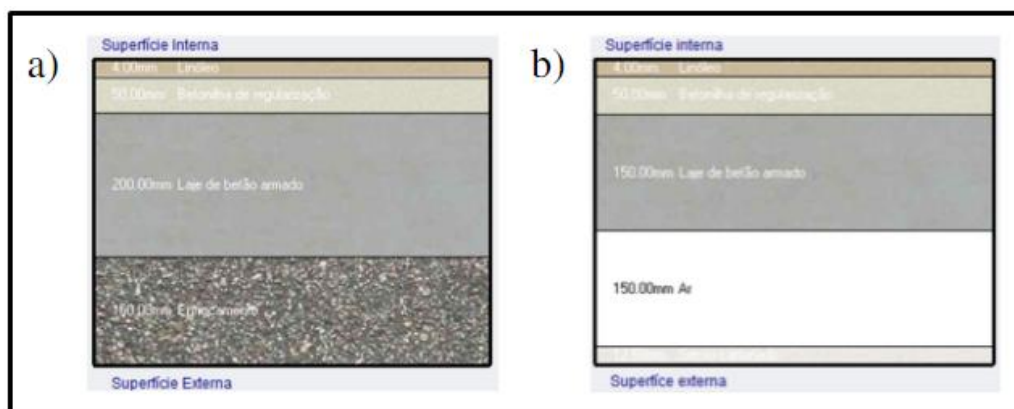 a)
Superfície Interna
4.00mm Linóleo
50.00mm Betonilha de regularização
200.00mm Laje de betão armado
Superfície Externa
b)
Superfície interna
4.00mm Linóleo
50.00mm Betonilha de regularização
150.00mm Laje de betão armado
150.00mm Ar
Superfíce externa